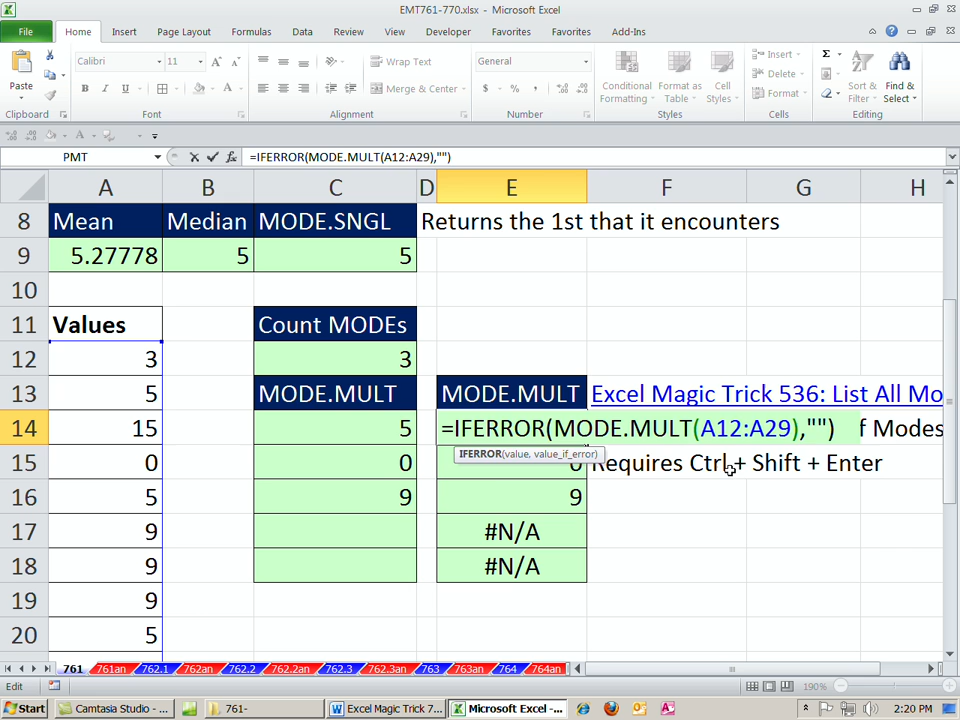 EMT761-770.xlsx - Microsoft Excel
File Home Insert Page Layout Formulas Data Review View Developer Favorites Favorites Add-Ins
Calibri 11 Wrap Text General Insert
Paste B I U Merge & Center $ % , Conditional Formatting Format as Table Cell Styles Delete Format Σ Sort & Filter Find & Select
Clipboard Font Alignment Number Styles Cells Editing
PMT =IFERROR(MODE.MULT(A12:A29),"")
A B C D E F G H
8 Mean Median MODE.SNGL Returns the 1st that it encounters
9 5.27778 5 5
10
11 Values Count MODEs
12 3 3
13 5 MODE.MULT MODE.MULT Excel Magic Trick 536: List All Mo
14 15 5 =IFERROR(MODE.MULT(A12:A29),"") f Modes
IFERROR(value, value_if_error)
15 0 0 0 Requires Ctrl + Shift + Enter
16 5 9 9
17 9 #N/A
18 9 #N/A
19 9
20 5
761 761an 762.1 762an 762.2 762.2an 762.3 762.3an 763 763an 764 764an
Edit 190%
Start Camtasia Studio - ... 761- Excel Magic Trick 7... Microsoft Excel - ... 2:20 PM